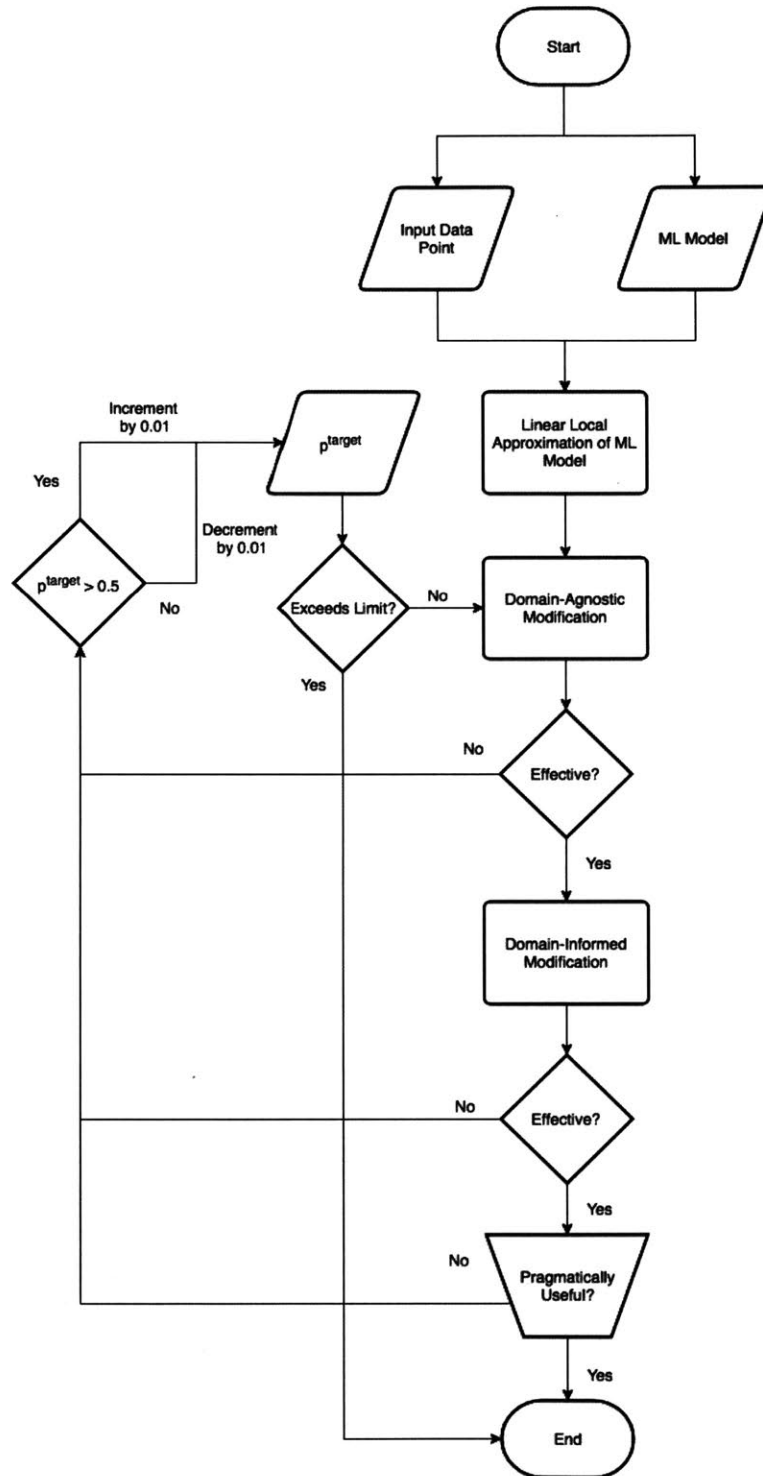 Start
Input Data
Point
ML Model
Increment
by 0.01
p^target
Linear Local
Approximation of ML
Model
Yes
Decrement
by 0.01
p^target > 0.5
No
Exceeds Limit?
No
Domain-Agnostic
Modification
Yes
No
Effective?
Yes
Domain-Informed
Modification
No
Effective?
Yes
No
Pragmatically
Useful?
Yes
End